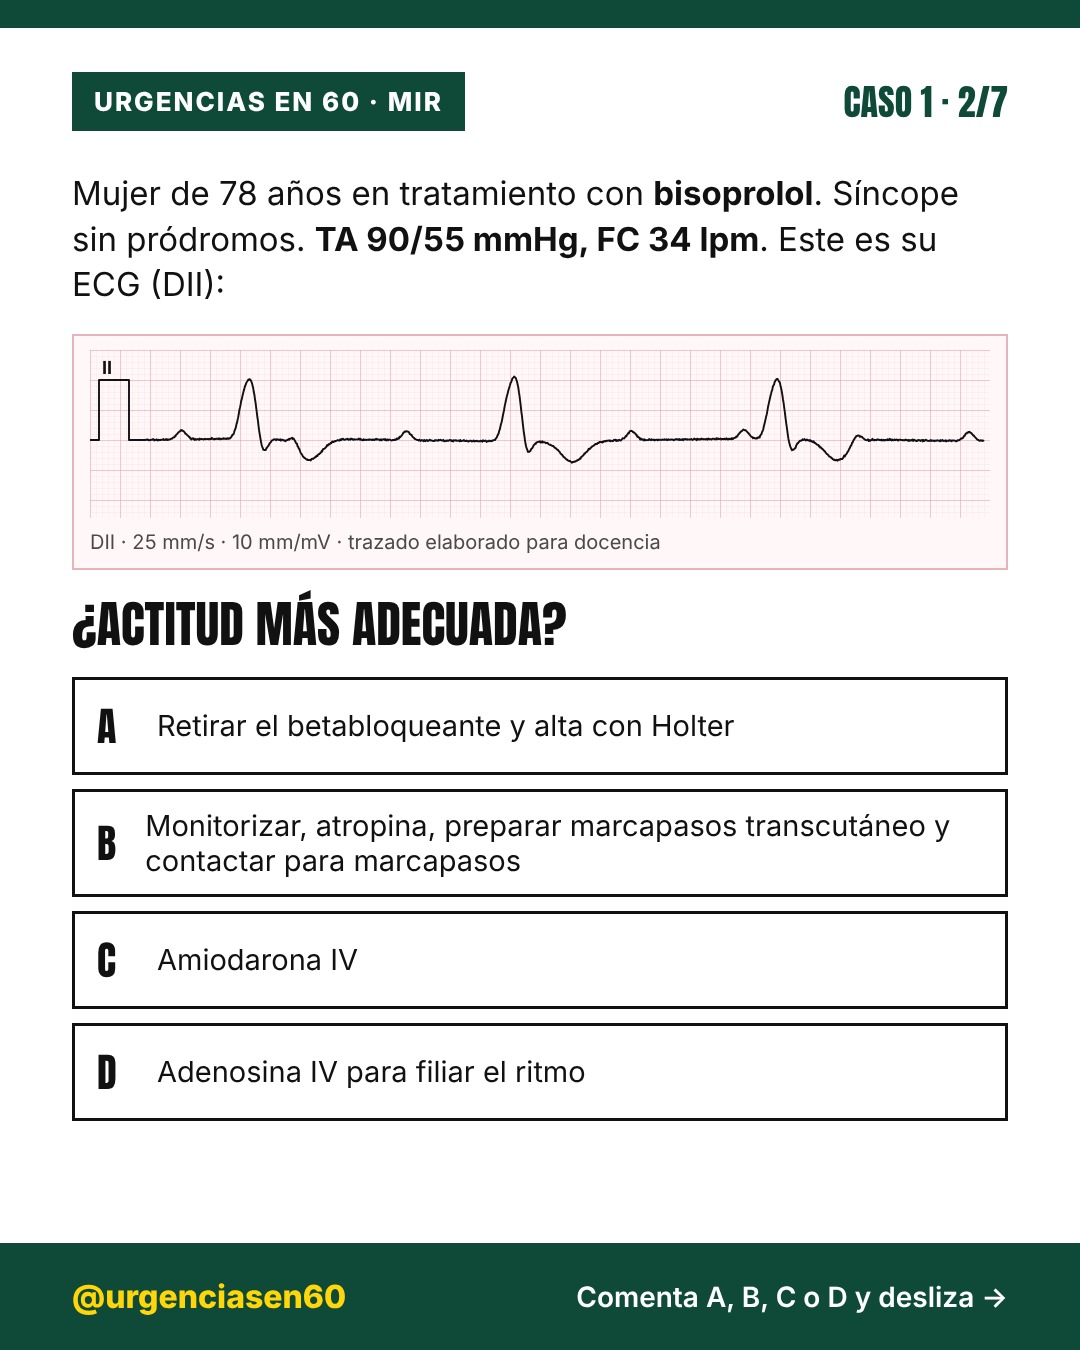 URGENCIAS EN 60 · MIR
CASO 1 · 2/7
Mujer de 78 años en tratamiento con bisoprolol. Síncope
sin pródromos. TA 90/55 mmHg, FC 34 lpm. Este es su
ECG (DII):
II
DII · 25 mm/s · 10 mm/mV · trazado elaborado para docencia
¿ACTITUD MÁS ADECUADA?
A Retirar el betabloqueante y alta con Holter
B Monitorizar, atropina, preparar marcapasos transcutáneo y
contactar para marcapasos
C Amiodarona IV
D Adenosina IV para filiar el ritmo
@urgenciasen60
Comenta A, B, C o D y desliza →